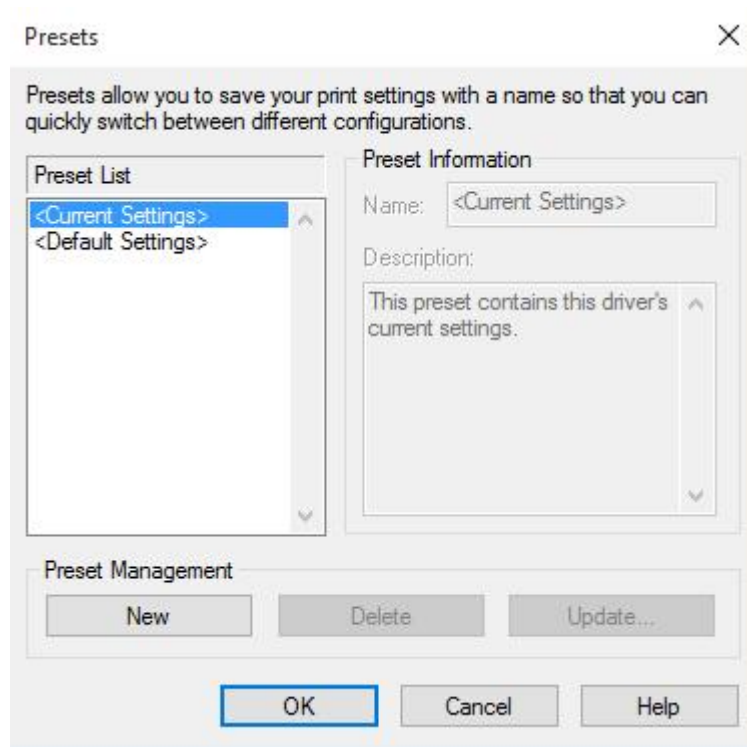 Presets
Presets allow you to save your print settings with a name so that you can
quickly switch between different configurations.
Preset List
<Current Settings>
<Default Settings>
Preset Information
Name: <Current Settings>
Description:
This preset contains this driver's
current settings.
Preset Management
New Delete Update...
OK Cancel Help